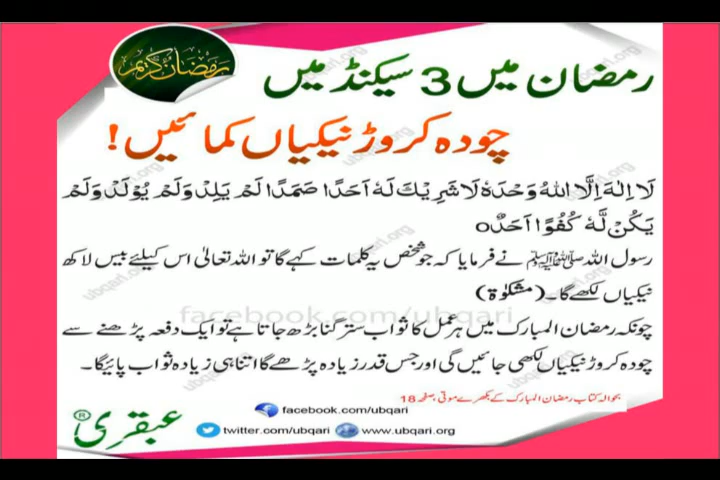 رمضان كريم
رمضان میں 3 سیکنڈ میں
چودہ کروڑ نیکیاں کمائیں!
لَا اِلٰهَ اِلَّا اللّٰهُ وَحْدَهٗ لَا شَرِيْكَ لَهٗ اَحَدًا صَمَدًا لَمْ يَلِدْ وَلَمْ يُوْلَدْ وَلَمْ
يَكُنْ لَّهٗ كُفُوًا اَحَدٌ o
رسول اللہ ﷺ نے فرمایا کہ جو شخص یہ کلمات کہے گا تو اللہ تعالیٰ اس کیلئے بیس لاکھ
نیکیاں لکھے گا۔ (مشکوٰۃ)
facebook.com/ubqari
چونکہ رمضان المبارک میں ہر عمل کا ثواب ستر گنا بڑھ جاتا ہے تو ایک دفعہ پڑھنے سے
چودہ کروڑ نیکیاں لکھی جائیں گی اور جس قدر زیادہ پڑھے گا اتنا ہی زیادہ ثواب پائیگا۔
بحوالہ کتاب رمضان المبارک کے بکھرے موتی، صفحہ 18
عبقری ®
facebook.com/ubqari
twitter.com/ubqari www.ubqari.org